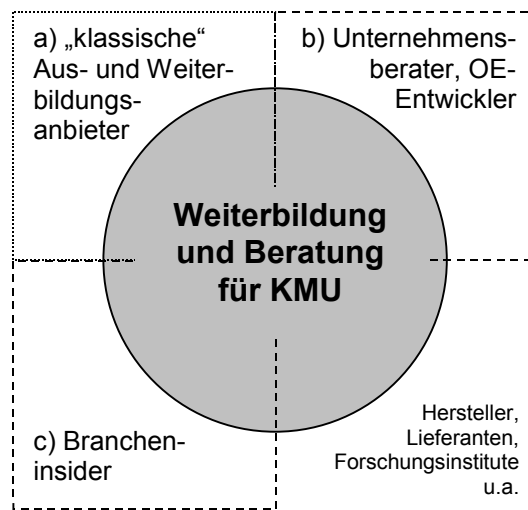 a) „klassische“
Aus- und Weiter-
bildungs-
anbieter
b) Unternehmens-
berater, OE-
Entwickler
Weiterbildung
und Beratung
für KMU
c) Branchen-
insider
Hersteller,
Lieferanten,
Forschungsinstitute
u.a.